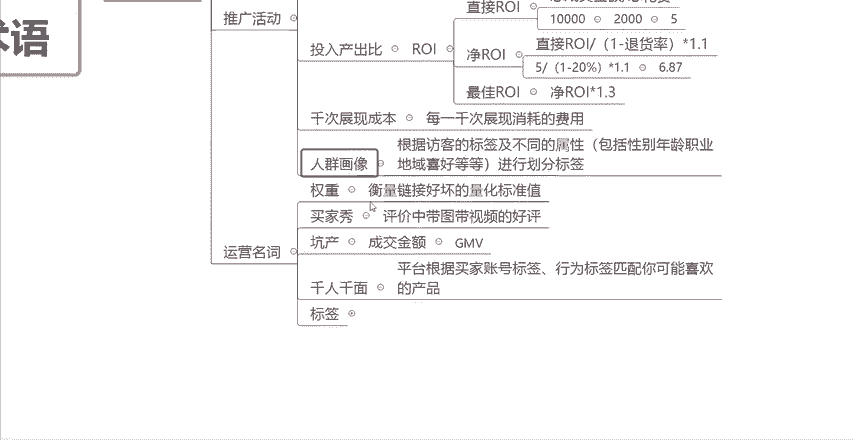 术语
推广活动
投入产出比
ROI
直接ROI
10000 2000 5
净ROI
直接ROI/（1-退货率）*1.1
5/（1-20%）*1.1 6.87
最佳ROI 净ROI*1.3
千次展现成本 每一千次展现消耗的费用
人群画像
根据访客的标签及不同的属性（包括性别年龄职业
地域喜好等等）进行划分标签
运营名词
权重 衡量链接好坏的量化标准值
买家秀 评价中带图带视频的好评
坑产 成交金额 GMV
千人千面
平台根据买家账号标签、行为标签匹配你可能喜欢
的产品
标签